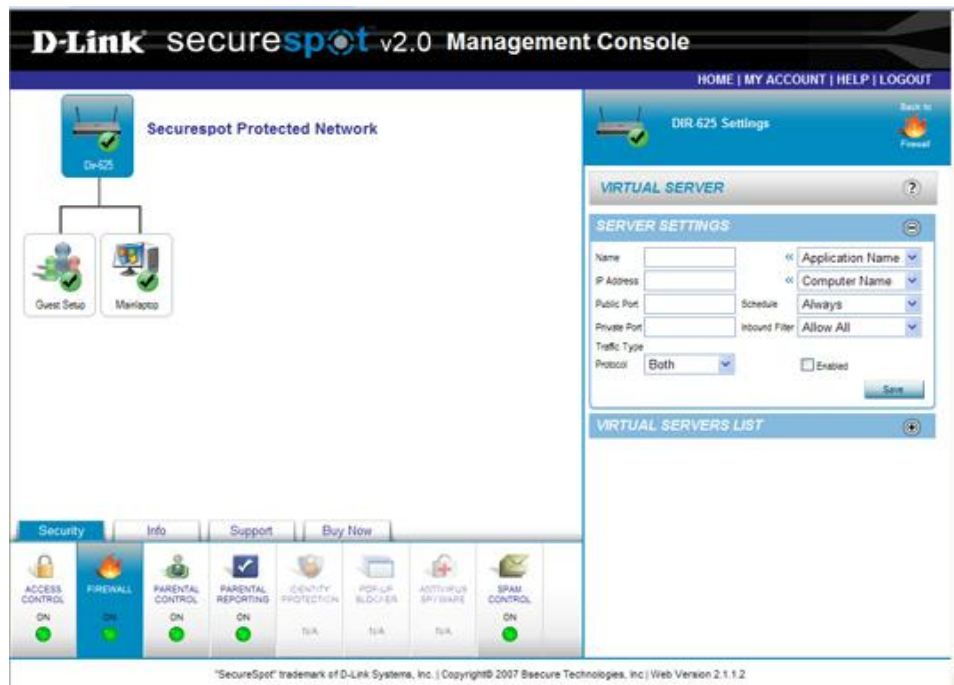 D-Link securespot v2.0 Management Console
HOME | MY ACCOUNT | HELP | LOGOUT
Dir-625
Securespot Protected Network
Guest Setup
Mainlaptop
DIR-625 Settings
Back to
Firewall
VIRTUAL SERVER
?
SERVER SETTINGS
Name
« Application Name
IP Address
« Computer Name
Public Port
Schedule Always
Private Port
Inbound Filter Allow All
Traffic Type
Protocol Both
Enabled
Save
VIRTUAL SERVERS LIST
Security
Info
Support
Buy Now
ACCESS CONTROL
ON
FIREWALL
ON
PARENTAL CONTROL
ON
PARENTAL REPORTING
ON
IDENTITY PROTECTION
N/A
POP-UP BLOCKER
N/A
ANTIVIRUS SPYWARE
N/A
SPAM CONTROL
ON
"SecureSpot" trademark of D-Link Systems, Inc. | Copyright© 2007 Bsecure Technologies, Inc | Web Version 2.1.1.2